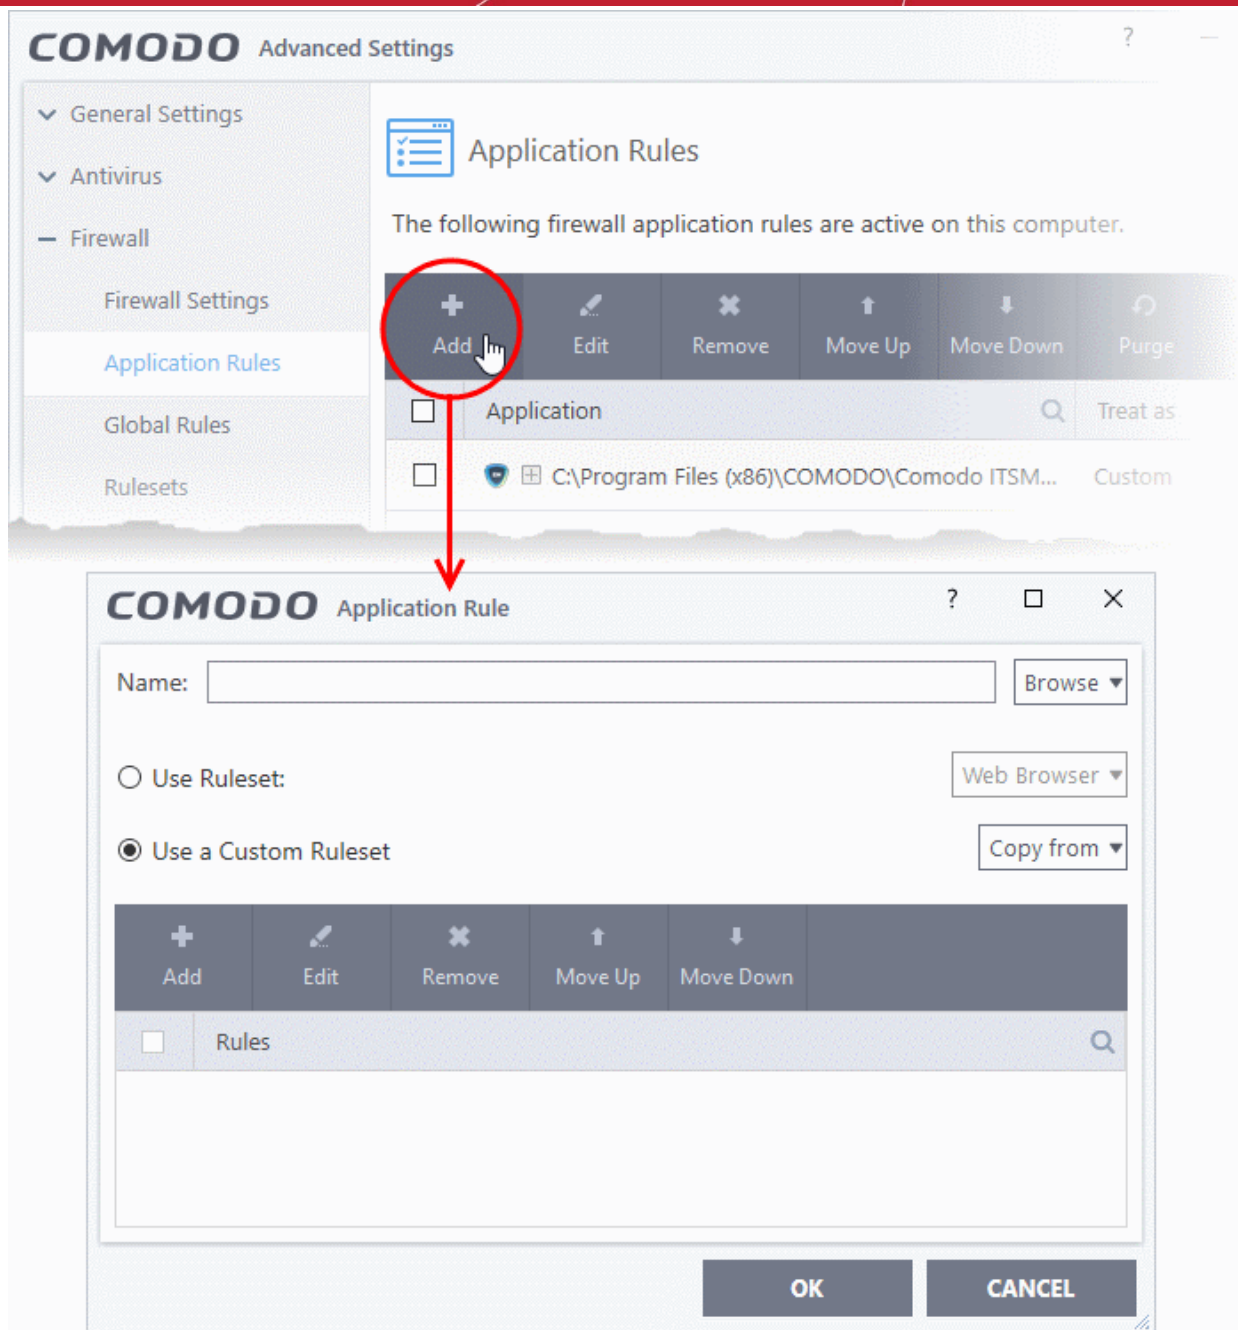 COMODO Advanced Settings ?
General Settings
Antivirus
Firewall
Firewall Settings
Application Rules
Global Rules
Rulesets
Application Rules
The following firewall application rules are active on this computer.
Add Edit Remove Move Up Move Down Purge
Application Treat as
C:\Program Files (x86)\COMODO\Comodo ITSM... Custom
COMODO Application Rule ?
Name: Browse
Use Ruleset: Web Browser
Use a Custom Ruleset Copy from
Add Edit Remove Move Up Move Down
Rules
OK CANCEL